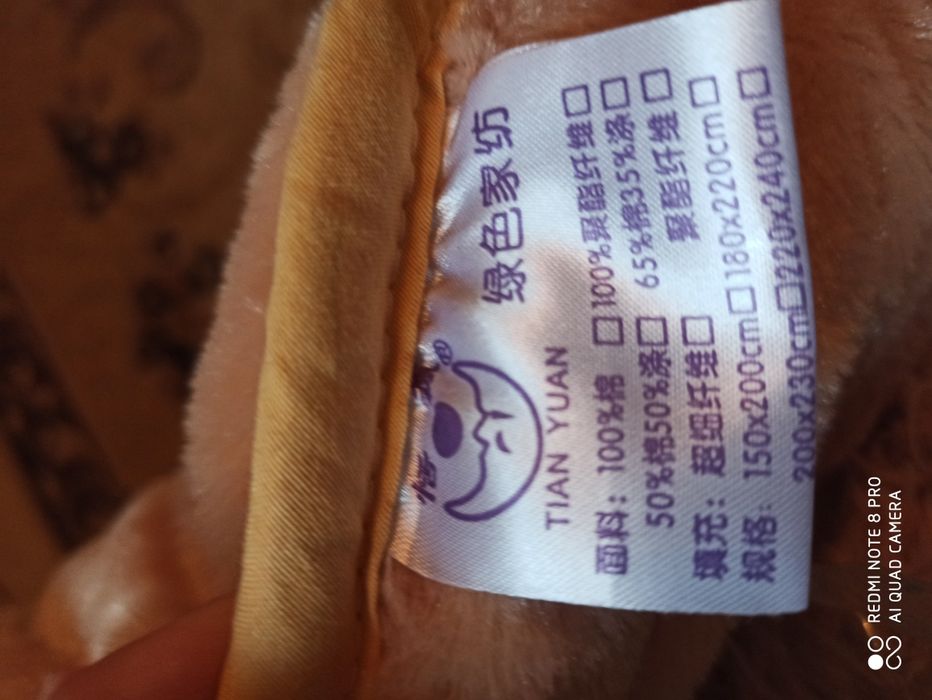 绿色家纺
®
TIAN YUAN
面料：100%棉 □100%聚酯纤维□
50%棉50%涤□ 65%棉35%涤□
填充：超细纤维□ 聚酯纤维□
规格：150x200cm□180x220cm□
200x230cm□220x240cm□
REDMI NOTE 8 PRO
AI QUAD CAMERA